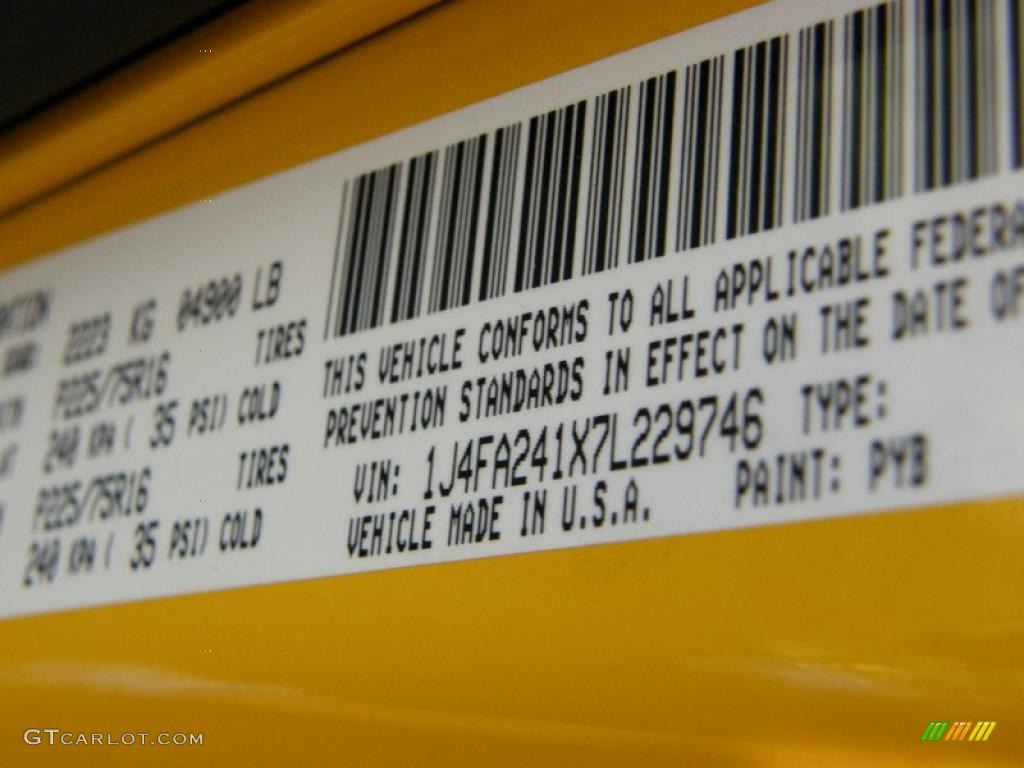 2223 KG 04900 LB
P225/75R16 TIRES
240 KPA ( 35 PSI) COLD
P225/75R16 TIRES
240 KPA ( 35 PSI) COLD
THIS VEHICLE CONFORMS TO ALL APPLICABLE
PREVENTION STANDARDS IN EFFECT ON THE DATE OF
VIN: 1J4FA241X7L229746 TYPE:
VEHICLE MADE IN U.S.A. PAINT: PYB
GTCARLOT.COM